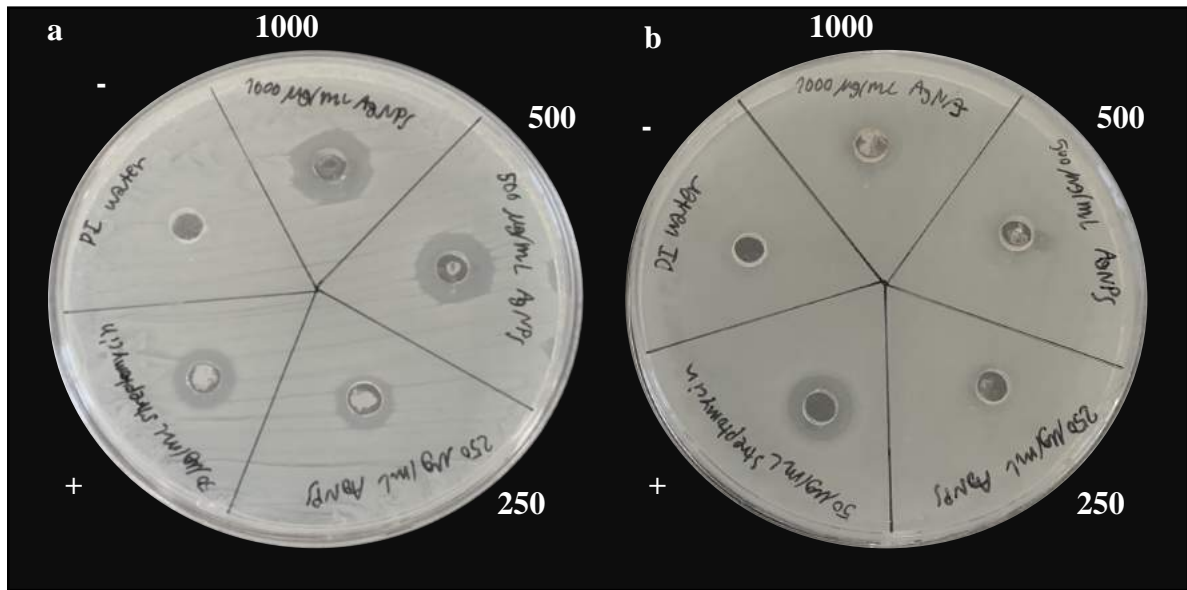 a
1000
-
500
1000 µg/mL AgNPs
DI water
500 µg/mL AgNPs
µg/mL Streptomycin
250 µg/mL AgNPs
+
250
b
1000
-
500
1000 µg/mL AgNPs
DI water
500 µg/mL AgNPs
50 µg/mL Streptomycin
250 µg/mL AgNPs
+
250